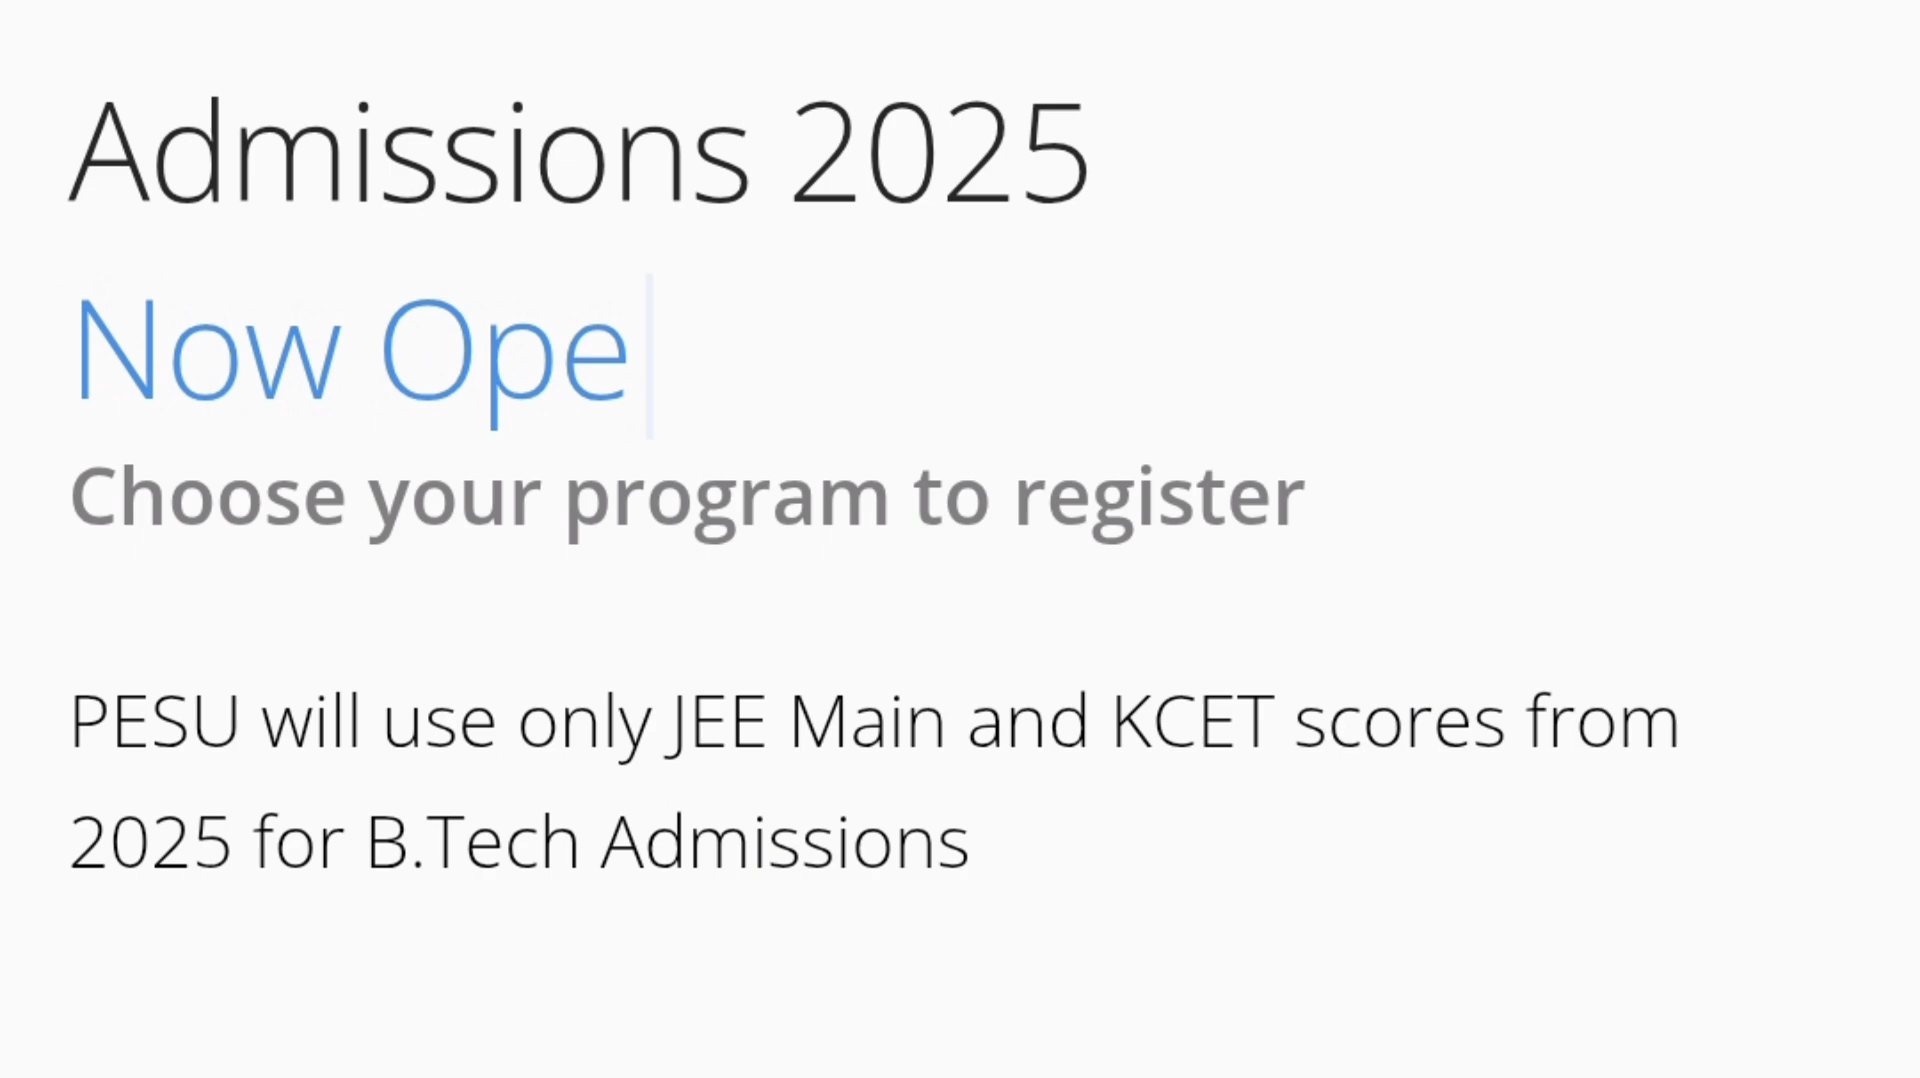 Admissions 2025
Now Ope
Choose your program to register
PESU will use only JEE Main and KCET scores from
2025 for B.Tech Admissions